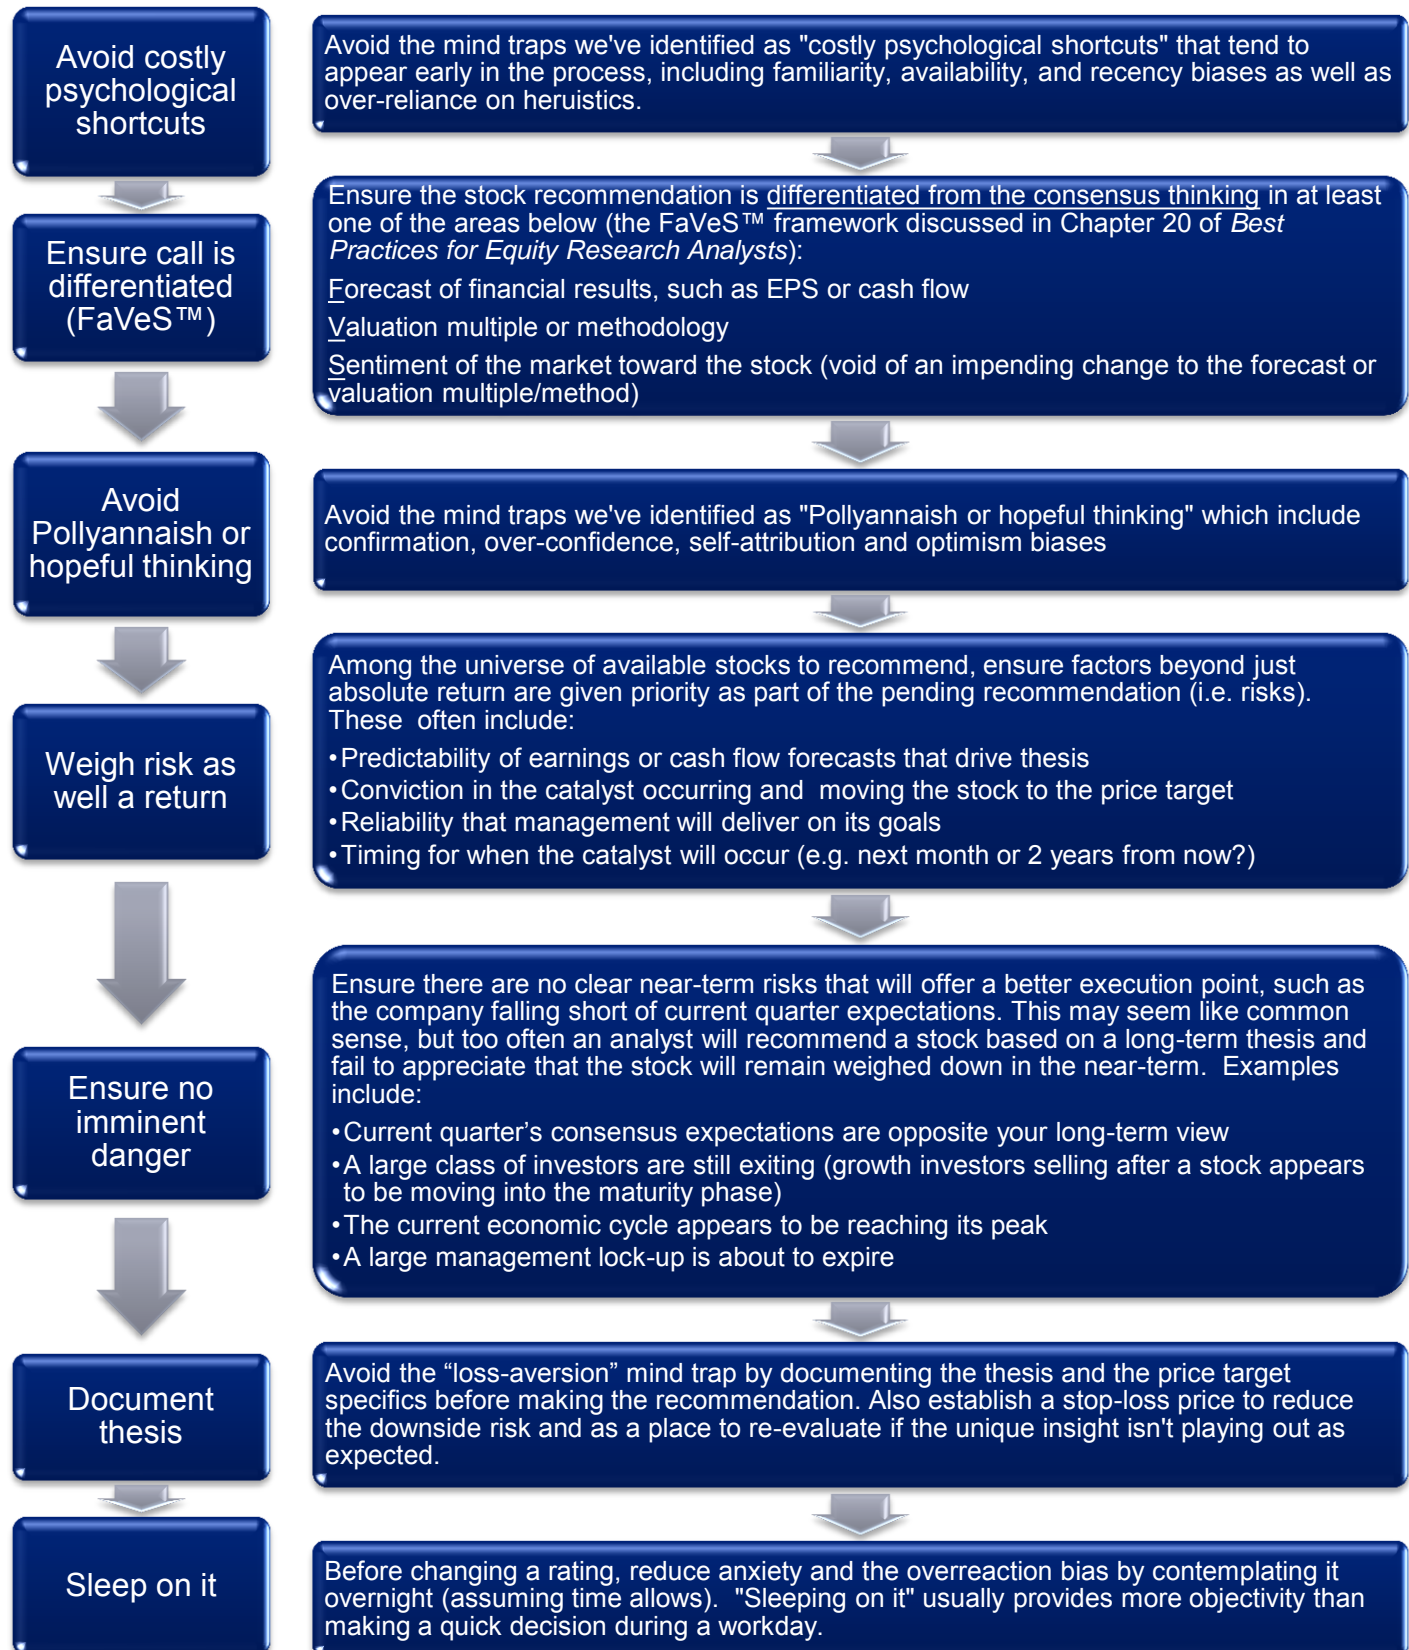 Avoid costly
psychological
shortcuts
Avoid the mind traps we've identified as "costly psychological shortcuts" that tend to
appear early in the process, including familiarity, availability, and recency biases as well as
over-reliance on heruistics.
Ensure call is
differentiated
(FaVeS™)
Ensure the stock recommendation is differentiated from the consensus thinking in at least
one of the areas below (the FaVeS™ framework discussed in Chapter 20 of Best
Practices for Equity Research Analysts):
Forecast of financial results, such as EPS or cash flow
Valuation multiple or methodology
Sentiment of the market toward the stock (void of an impending change to the forecast or
valuation multiple/method)
Avoid
Pollyannaish or
hopeful thinking
Avoid the mind traps we've identified as "Pollyannaish or hopeful thinking" which include
confirmation, over-confidence, self-attribution and optimism biases
Weigh risk as
well a return
Among the universe of available stocks to recommend, ensure factors beyond just
absolute return are given priority as part of the pending recommendation (i.e. risks).
These  often include:
•Predictability of earnings or cash flow forecasts that drive thesis
•Conviction in the catalyst occurring and  moving the stock to the price target
•Reliability that management will deliver on its goals
•Timing for when the catalyst will occur (e.g. next month or 2 years from now?)
Ensure no
imminent
danger
Ensure there are no clear near-term risks that will offer a better execution point, such as
the company falling short of current quarter expectations. This may seem like common
sense, but too often an analyst will recommend a stock based on a long-term thesis and
fail to appreciate that the stock will remain weighed down in the near-term.  Examples
include:
•Current quarter’s consensus expectations are opposite your long-term view
•A large class of investors are still exiting (growth investors selling after a stock appears
to be moving into the maturity phase)
•The current economic cycle appears to be reaching its peak
•A large management lock-up is about to expire
Document
thesis
Avoid the “loss-aversion” mind trap by documenting the thesis and the price target
specifics before making the recommendation. Also establish a stop-loss price to reduce
the downside risk and as a place to re-evaluate if the unique insight isn't playing out as
expected.
Sleep on it
Before changing a rating, reduce anxiety and the overreaction bias by contemplating it
overnight (assuming time allows).  "Sleeping on it" usually provides more objectivity than
making a quick decision during a workday.